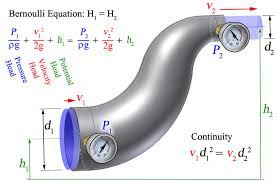 Bernoulli Equation: H₁ = H₂
P₁/ρg + v₁²/2g + h₁ = P₂/ρg + v₂²/2g + h₂
Pressure Head
Velocity Head
Potential Head
v₂
P₂
d₂
v₁
P₁
d₁
h₁
h₂
Continuity
v₁d₁² = v₂d₂²